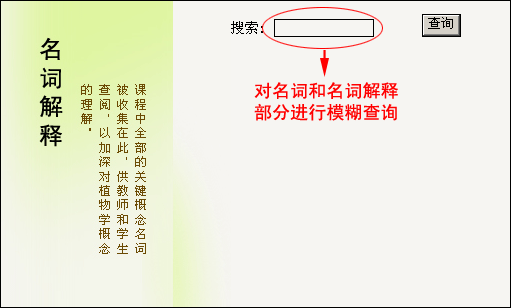 名词解释
课程中全部的关键概念名词
被收集在此，供教师和学生
查阅，以加深对植物学概念
的理解。
搜索：
查询
对名词和名词解释
部分进行模糊查询